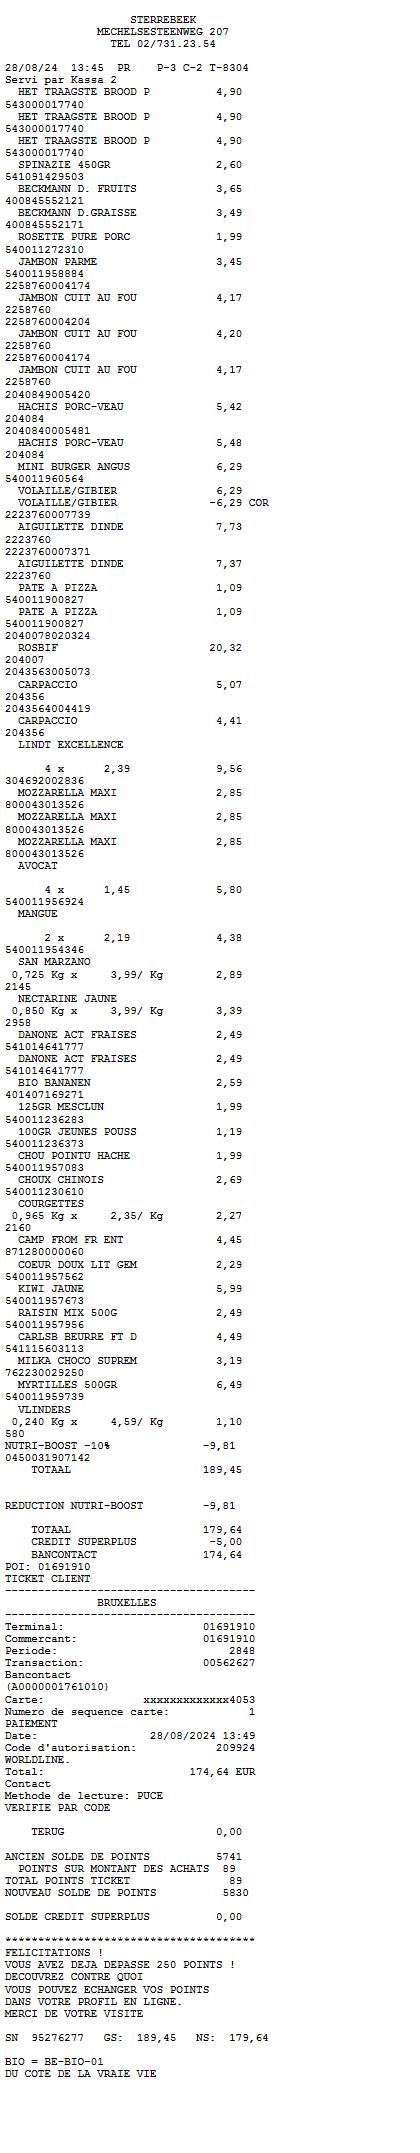 STERREBEEK
MECHELSESTEENWEG 207
TEL 02/731.23.54
28/08/24 13:45 PR P-3 C-2 T-8304
Servi par Kassa 2
HET TRAAGSTE BROOD P 4,90
543000017740
HET TRAAGSTE BROOD P 4,90
543000017740
HET TRAAGSTE BROOD P 4,90
543000017740
SPINAZIE 450GR 2,60
541091429503
BECKMANN D. FRUITS 3,65
400845552121
BECKMANN D.GRAISSE 3,49
400845552171
ROSETTE PURE PORC 1,99
540011272310
JAMBON PARME 3,45
540011958884
2258760004174
JAMBON CUIT AU FOU 4,17
2258760
2258760004204
JAMBON CUIT AU FOU 4,20
2258760
2258760004174
JAMBON CUIT AU FOU 4,17
2258760
2040849005420
HACHIS PORC-VEAU 5,42
204084
2040840005481
HACHIS PORC-VEAU 5,48
204084
MINI BURGER ANGUS 6,29
540011960564
VOLAILLE/GIBIER 6,29
VOLAILLE/GIBIER -6,29 COR
2223760007739
AIGUILETTE DINDE 7,73
2223760
2223760007371
AIGUILETTE DINDE 7,37
2223760
PATE A PIZZA 1,09
540011900827
PATE A PIZZA 1,09
540011900827
2040078020324
ROSBIF 20,32
204007
2043563005073
CARPACCIO 5,07
204356
2043564004419
CARPACCIO 4,41
204356
LINDT EXCELLENCE
4 x 2,39 9,56
304692002836
MOZZARELLA MAXI 2,85
800043013526
MOZZARELLA MAXI 2,85
800043013526
MOZZARELLA MAXI 2,85
800043013526
AVOCAT
4 x 1,45 5,80
540011956924
MANGUE
2 x 2,19 4,38
540011954346
SAN MARZANO
0,725 Kg x 3,99/ Kg 2,89
2145
NECTARINE JAUNE
0,850 Kg x 3,99/ Kg 3,39
2958
DANONE ACT FRAISES 2,49
541014641777
DANONE ACT FRAISES 2,49
541014641777
BIO BANANEN 2,59
401407169271
125GR MESCLUN 1,99
540011236283
100GR JEUNES POUSS 1,19
540011236373
CHOU POINTU HACHE 1,99
540011957083
CHOUX CHINOIS 2,69
540011230610
COURGETTES
0,965 Kg x 2,35/ Kg 2,27
2160
CAMP FROM FR ENT 4,45
871280000060
COEUR DOUX LIT GEM 2,29
540011957562
KIWI JAUNE 5,99
540011957673
RAISIN MIX 500G 2,49
540011957956
CARLSB BEURRE FT D 4,49
541115603113
MILKA CHOCO SUPREM 3,19
762230029250
MYRTILLES 500GR 6,49
540011959739
VLINDERS
0,240 Kg x 4,59/ Kg 1,10
580
NUTRI-BOOST -10% -9,81
0450031907142
TOTAAL 189,45
REDUCTION NUTRI-BOOST -9,81
TOTAAL 179,64
CREDIT SUPERPLUS -5,00
BANCONTACT 174,64
POI: 01691910
TICKET CLIENT
--------------------------------------
BRUXELLES
--------------------------------------
Terminal: 01691910
Commercant: 01691910
Periode: 2848
Transaction: 00562627
Bancontact
(A0000001761010)
Carte: xxxxxxxxxxxxx4053
Numero de sequence carte: 1
PAIEMENT
Date: 28/08/2024 13:49
Code d'autorisation: 209924
WORLDLINE.
Total: 174,64 EUR
Contact
Methode de lecture: PUCE
VERIFIE PAR CODE
TERUG 0,00
ANCIEN SOLDE DE POINTS 5741
POINTS SUR MONTANT DES ACHATS 89
TOTAL POINTS TICKET 89
NOUVEAU SOLDE DE POINTS 5830
SOLDE CREDIT SUPERPLUS 0,00
**************************************
FELICITATIONS !
VOUS AVEZ DEJA DEPASSE 250 POINTS !
DECOUVREZ CONTRE QUOI
VOUS POUVEZ ECHANGER VOS POINTS
DANS VOTRE PROFIL EN LIGNE.
MERCI DE VOTRE VISITE
SN 95276277 GS: 189,45 NS: 179,64
BIO = BE-BIO-01
DU COTE DE LA VRAIE VIE